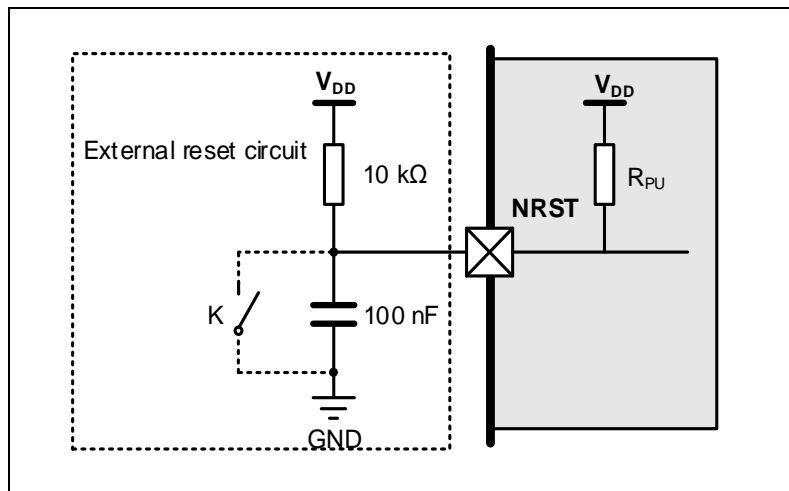 V_DD
External reset circuit
10 kΩ
K
100 nF
GND
V_DD
R_PU
NRST